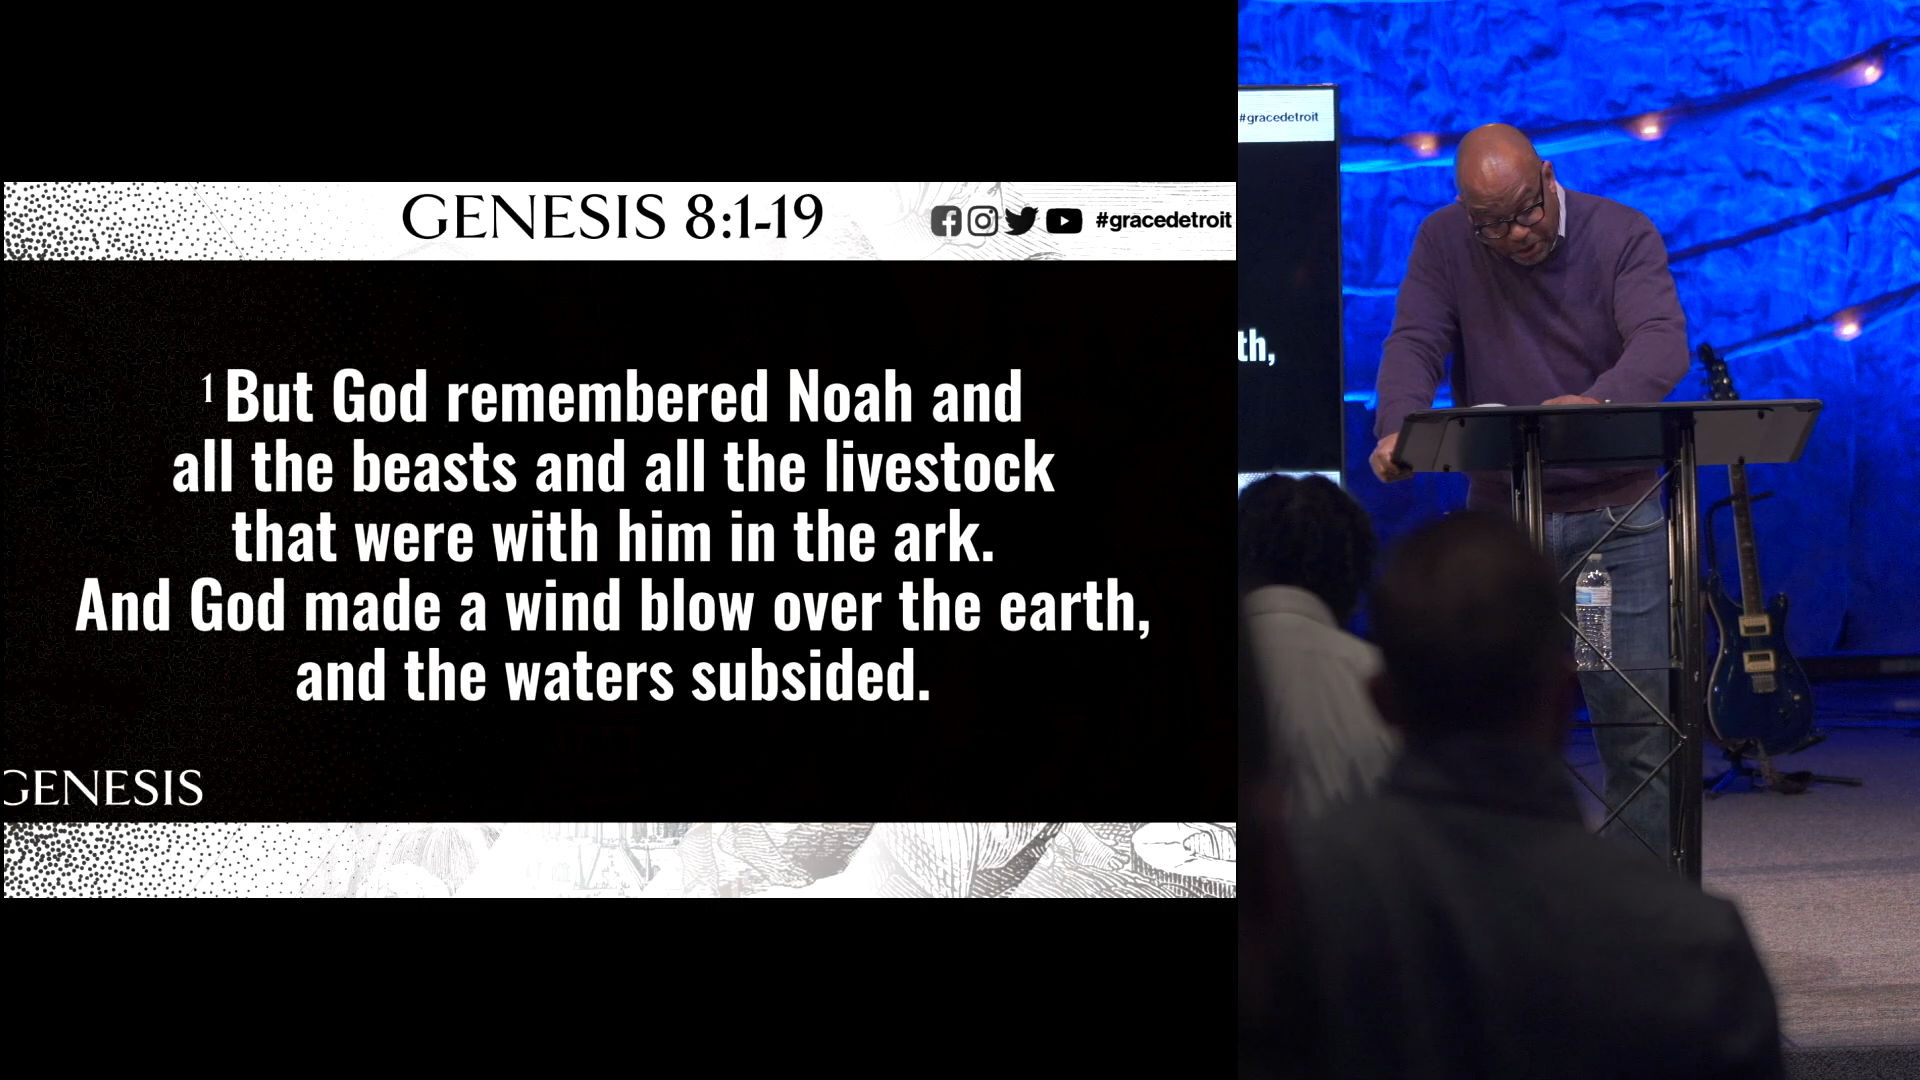 GENESIS 8:1-19
#gracedetroit
1 But God remembered Noah and
all the beasts and all the livestock
that were with him in the ark.
And God made a wind blow over the earth,
and the waters subsided.
GENESIS
#gracedetroit
th,